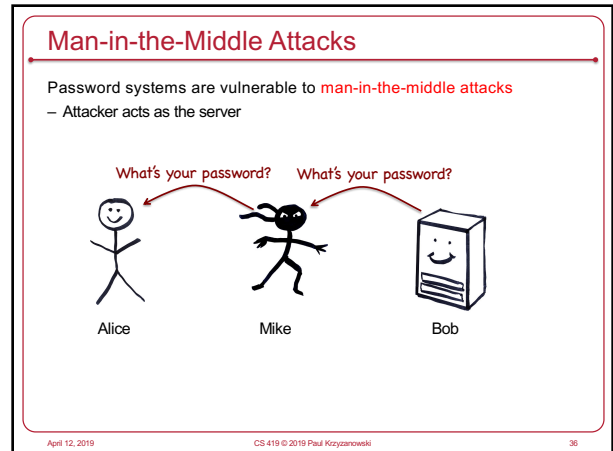 Man-in-the-Middle Attacks
Password systems are vulnerable to man-in-the-middle attacks
– Attacker acts as the server
What's your password? What's your password?
Alice Mike Bob
April 12, 2019 CS 419 © 2019 Paul Krzyzanowski 36